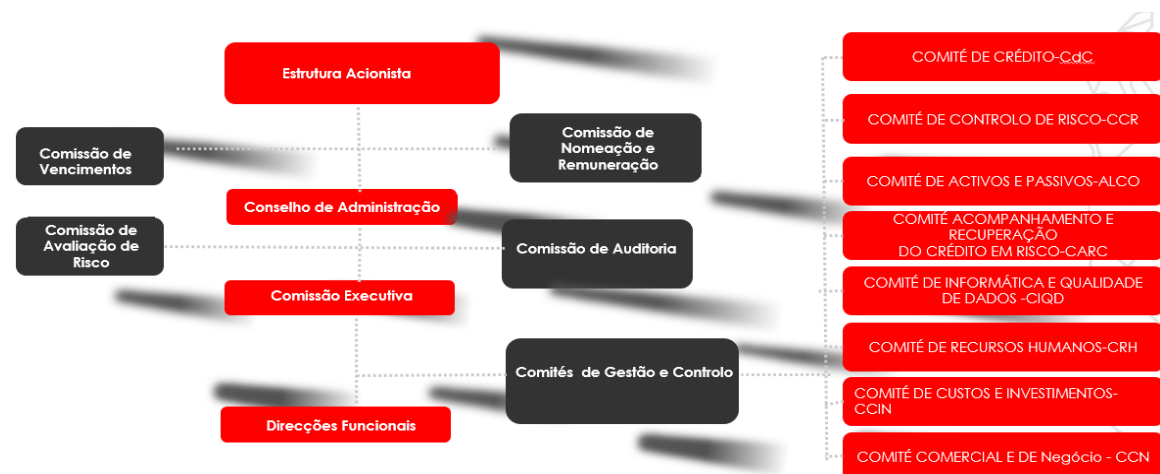 Estrutura Acionista
Comissão de
Vencimentos
Comissão de
Nomeação e
Remuneração
Conselho de Administração
Comissão de
Avaliação de
Risco
Comissão de Auditoria
Comissão Executiva
Comités de Gestão e Controlo
Direcções Funcionais
COMITÉ DE CRÉDITO-CdC
COMITÉ DE CONTROLO DE RISCO-CCR
COMITÉ DE ACTIVOS E PASSIVOS-ALCO
COMITÉ ACOMPANHAMENTO E
RECUPERAÇÃO
DO CRÉDITO EM RISCO-CARC
COMITÉ DE INFORMÁTICA E QUALIDADE
DE DADOS -CIQD
COMITÉ DE RECURSOS HUMANOS-CRH
COMITÉ DE CUSTOS E INVESTIMENTOS-
CCIN
COMITÉ COMERCIAL E DE Negócio - CCN